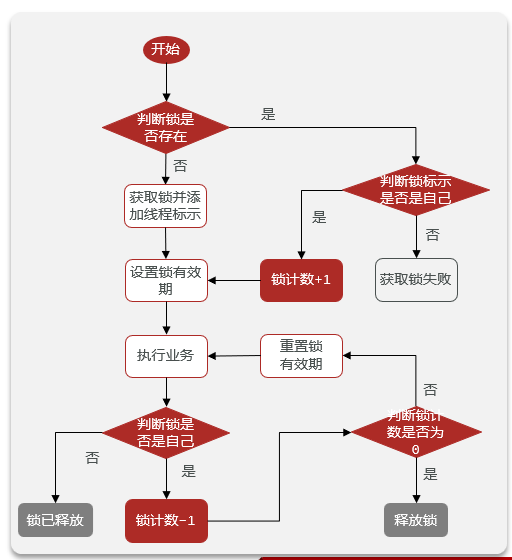 开始
判断锁是
否存在
是
否
获取锁并添
加线程标示
判断锁标示
是否是自己
是
否
设置锁有效
期
锁计数+1
获取锁失败
执行业务
重置锁
有效期
否
判断锁是
否是自己
判断锁计
数是否为
0
否
是
是
锁已释放
锁计数-1
释放锁